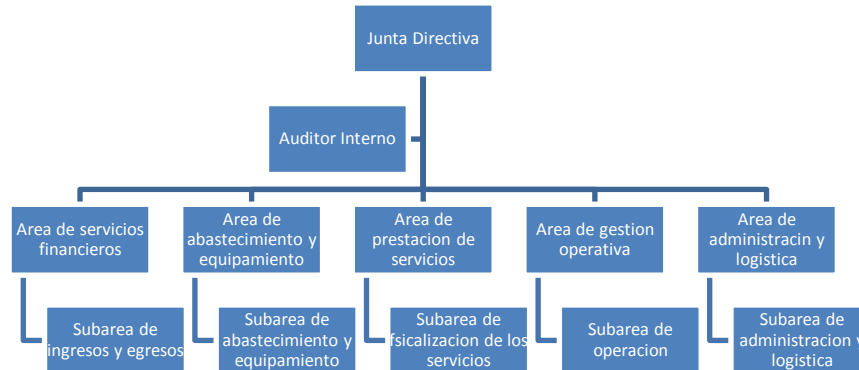 Junta Directiva
Auditor Interno
Area de servicios
financieros
Area de
abastecimiento y
equipamiento
Area de
prestacion de
servicios
Area de gestion
operativa
Area de
administracin y
logistica
Subarea de
ingresos y egresos
Subarea de
abastecimiento y
equipamiento
Subarea de
fsicalizacion de los
servicios
Subarea de
operacion
Subarea de
administracion y
logistica